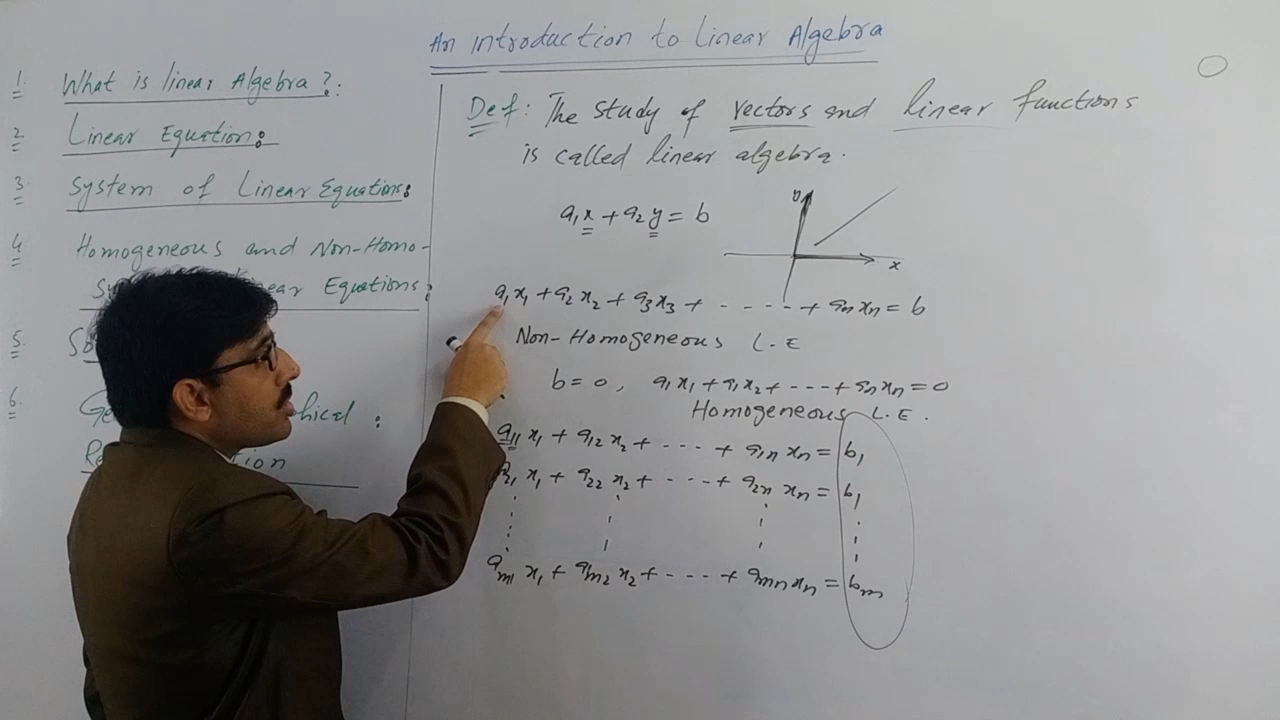 An introduction to Linear Algebra
1. What is linear Algebra?:
2. Linear Equation:
3. System of Linear Equations:
4. Homogeneous and Non-Homo-
Equations:
5.
6.
Def: The study of vectors and linear functions
is called linear algebra.
a₁x + a₂y = b
x
a₁x₁ + a₂x₂ + a₃x₃ + - - - - + aₙxₙ = b
Non-Homogeneous L.E
b = 0, a₁x₁ + a₁x₂ + - - - + aₙxₙ = 0
Homogeneous L.E.
a₁₁x₁ + a₁₂x₂ + - - - + a₁ₙxₙ = b₁
a₂₁x₁ + a₂₂x₂ + - - - + a₂ₙxₙ = b₁
aₘ₁x₁ + aₘ₂x₂ + - - - + aₘₙxₙ = bₘ